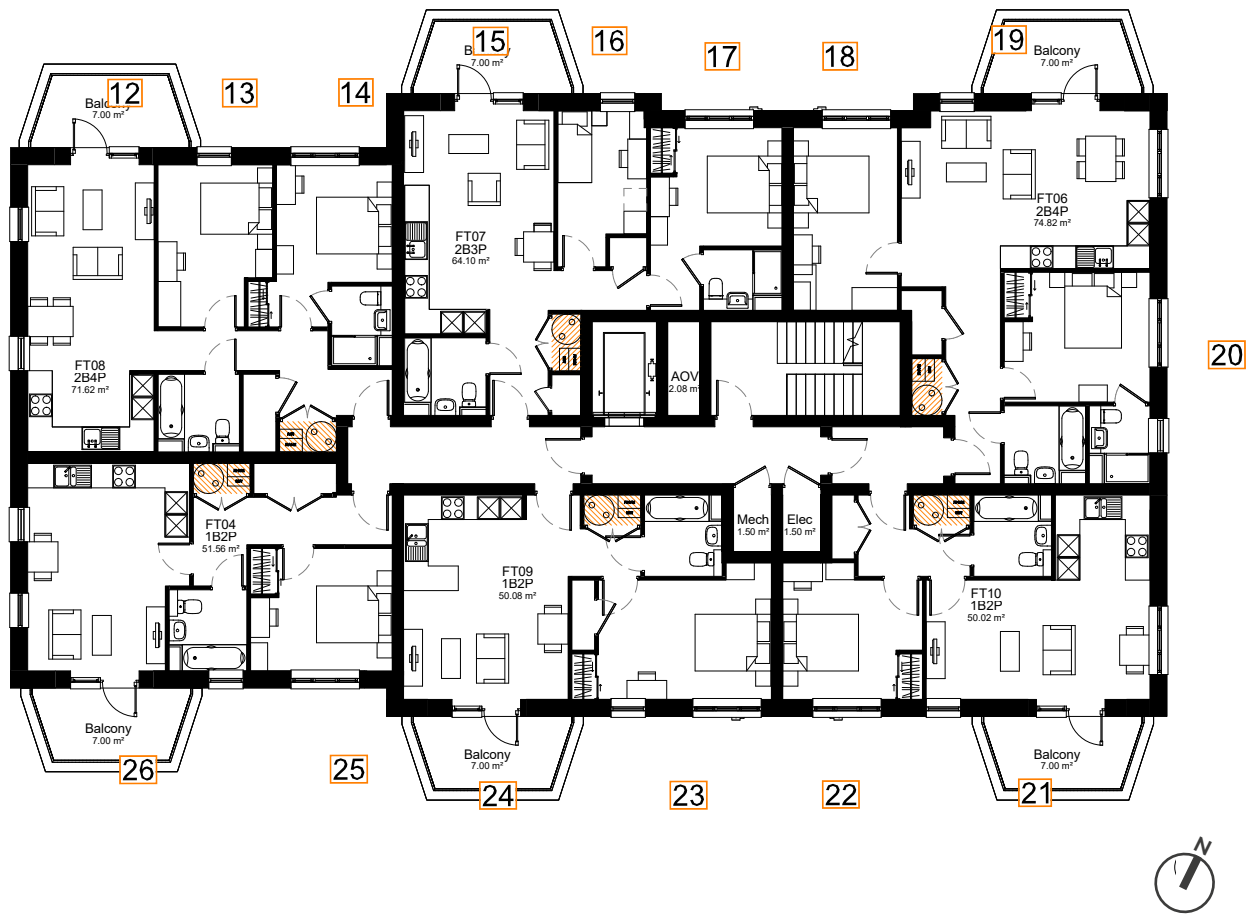 15
16
17
18
19
B
7.00 m²
Balcony
7.00 m²
12
13
14
Balcony
7.00 m²
FT06
2B4P
74.82 m²
FT07
2B3P
64.10 m²
20
FT08
2B4P
71.62 m²
AOV
2.08 m²
FT04
1B2P
51.56 m²
Mech
1.50 m²
Elec
1.50 m²
FT09
1B2P
50.08 m²
FT10
1B2P
50.02 m²
Balcony
7.00 m²
Balcony
7.00 m²
Balcony
7.00 m²
26
25
24
23
22
21
N